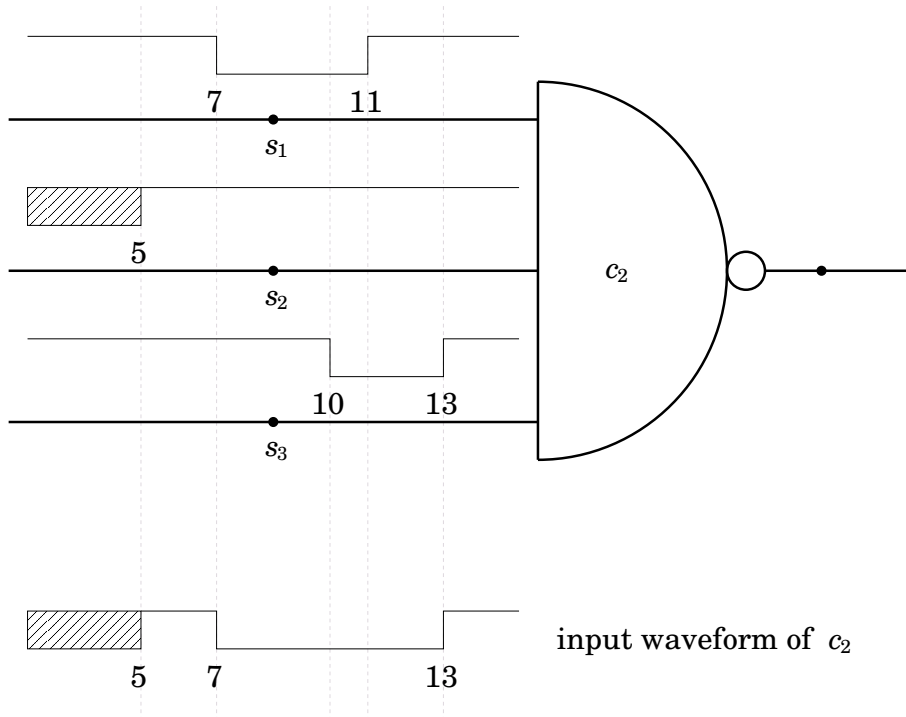 7 11
s₁
5
s₂
c₂
10 13
s₃
5 7 13
input waveform of c₂